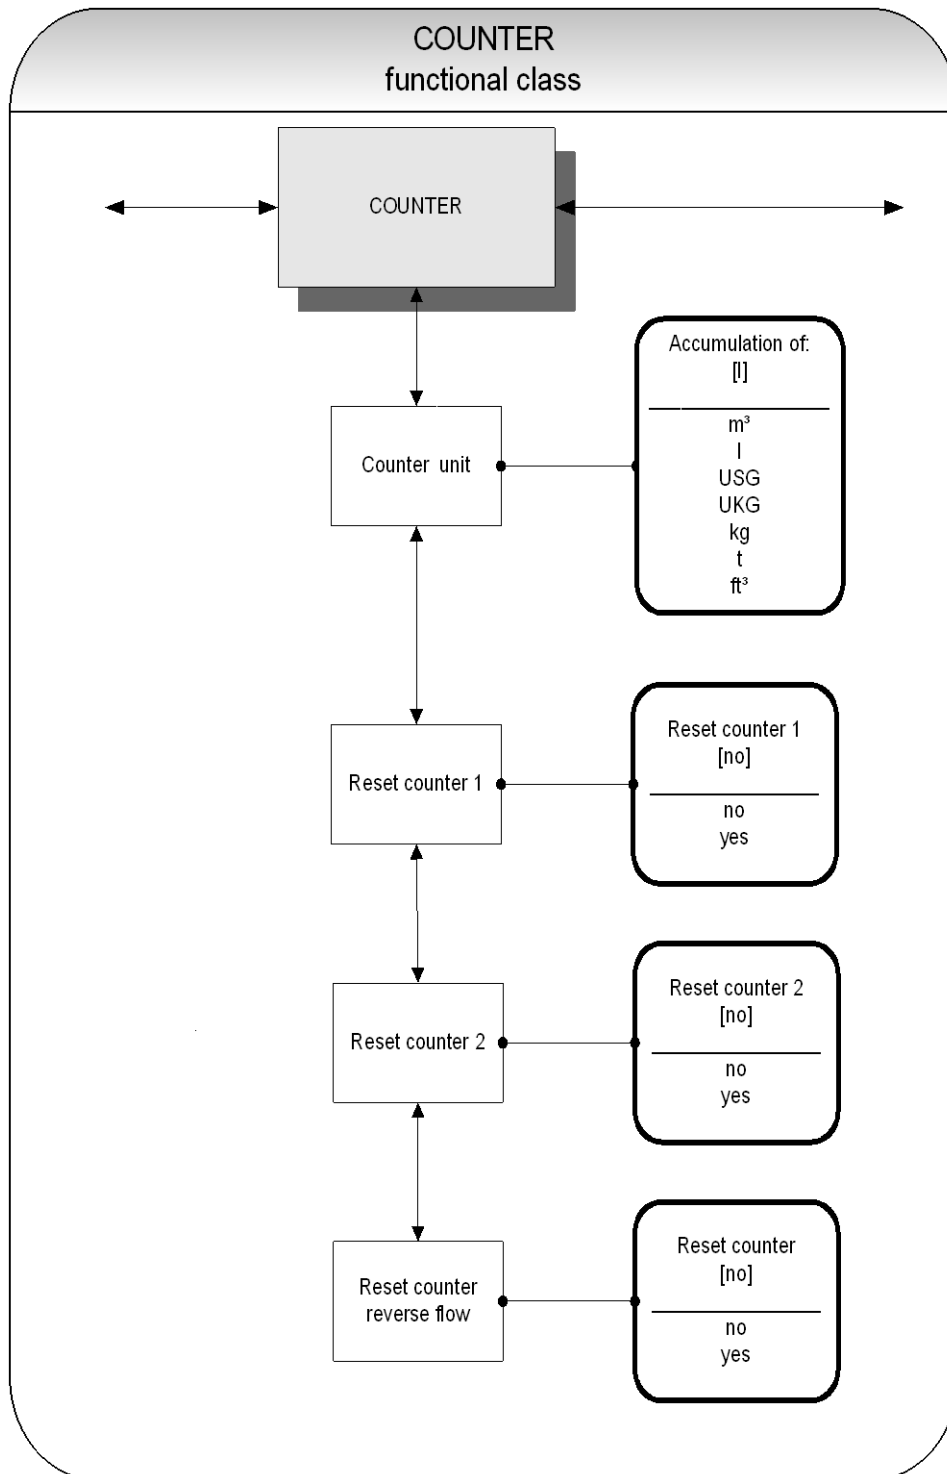 COUNTER
functional class
COUNTER
Accumulation of:
[l]
m³
l
USG
UKG
kg
t
ft³
Counter unit
Reset counter 1
[no]
no
yes
Reset counter 1
Reset counter 2
[no]
no
yes
Reset counter 2
Reset counter
[no]
no
yes
Reset counter
reverse flow